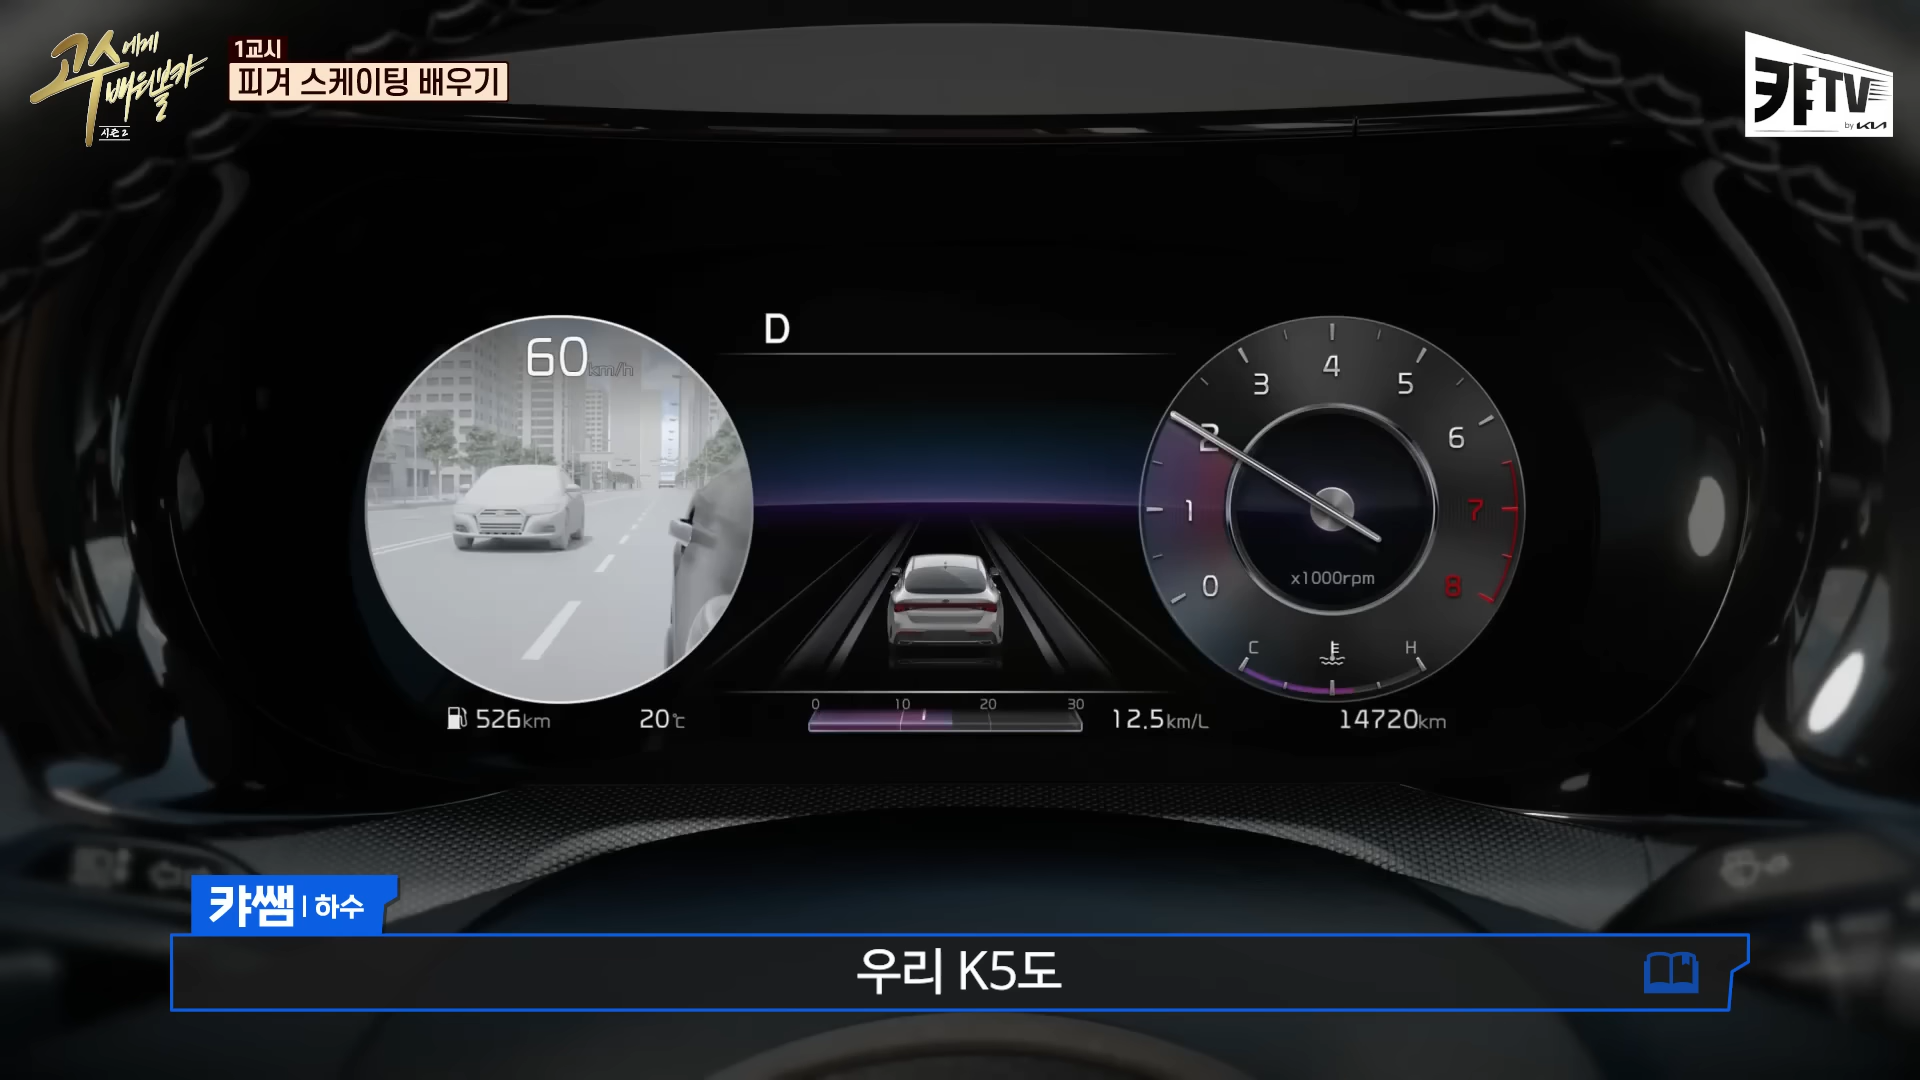 고수에게
배워볼캬
시즌2
1교시
피겨 스케이팅 배우기
캬TV
by KIA
60km/h
D
0 1 2 3 4 5 6 7 8
x1000rpm
C H
0 10 20 30
526km 20℃ 12.5km/L 14720km
캬쌤 | 하수
우리 K5도